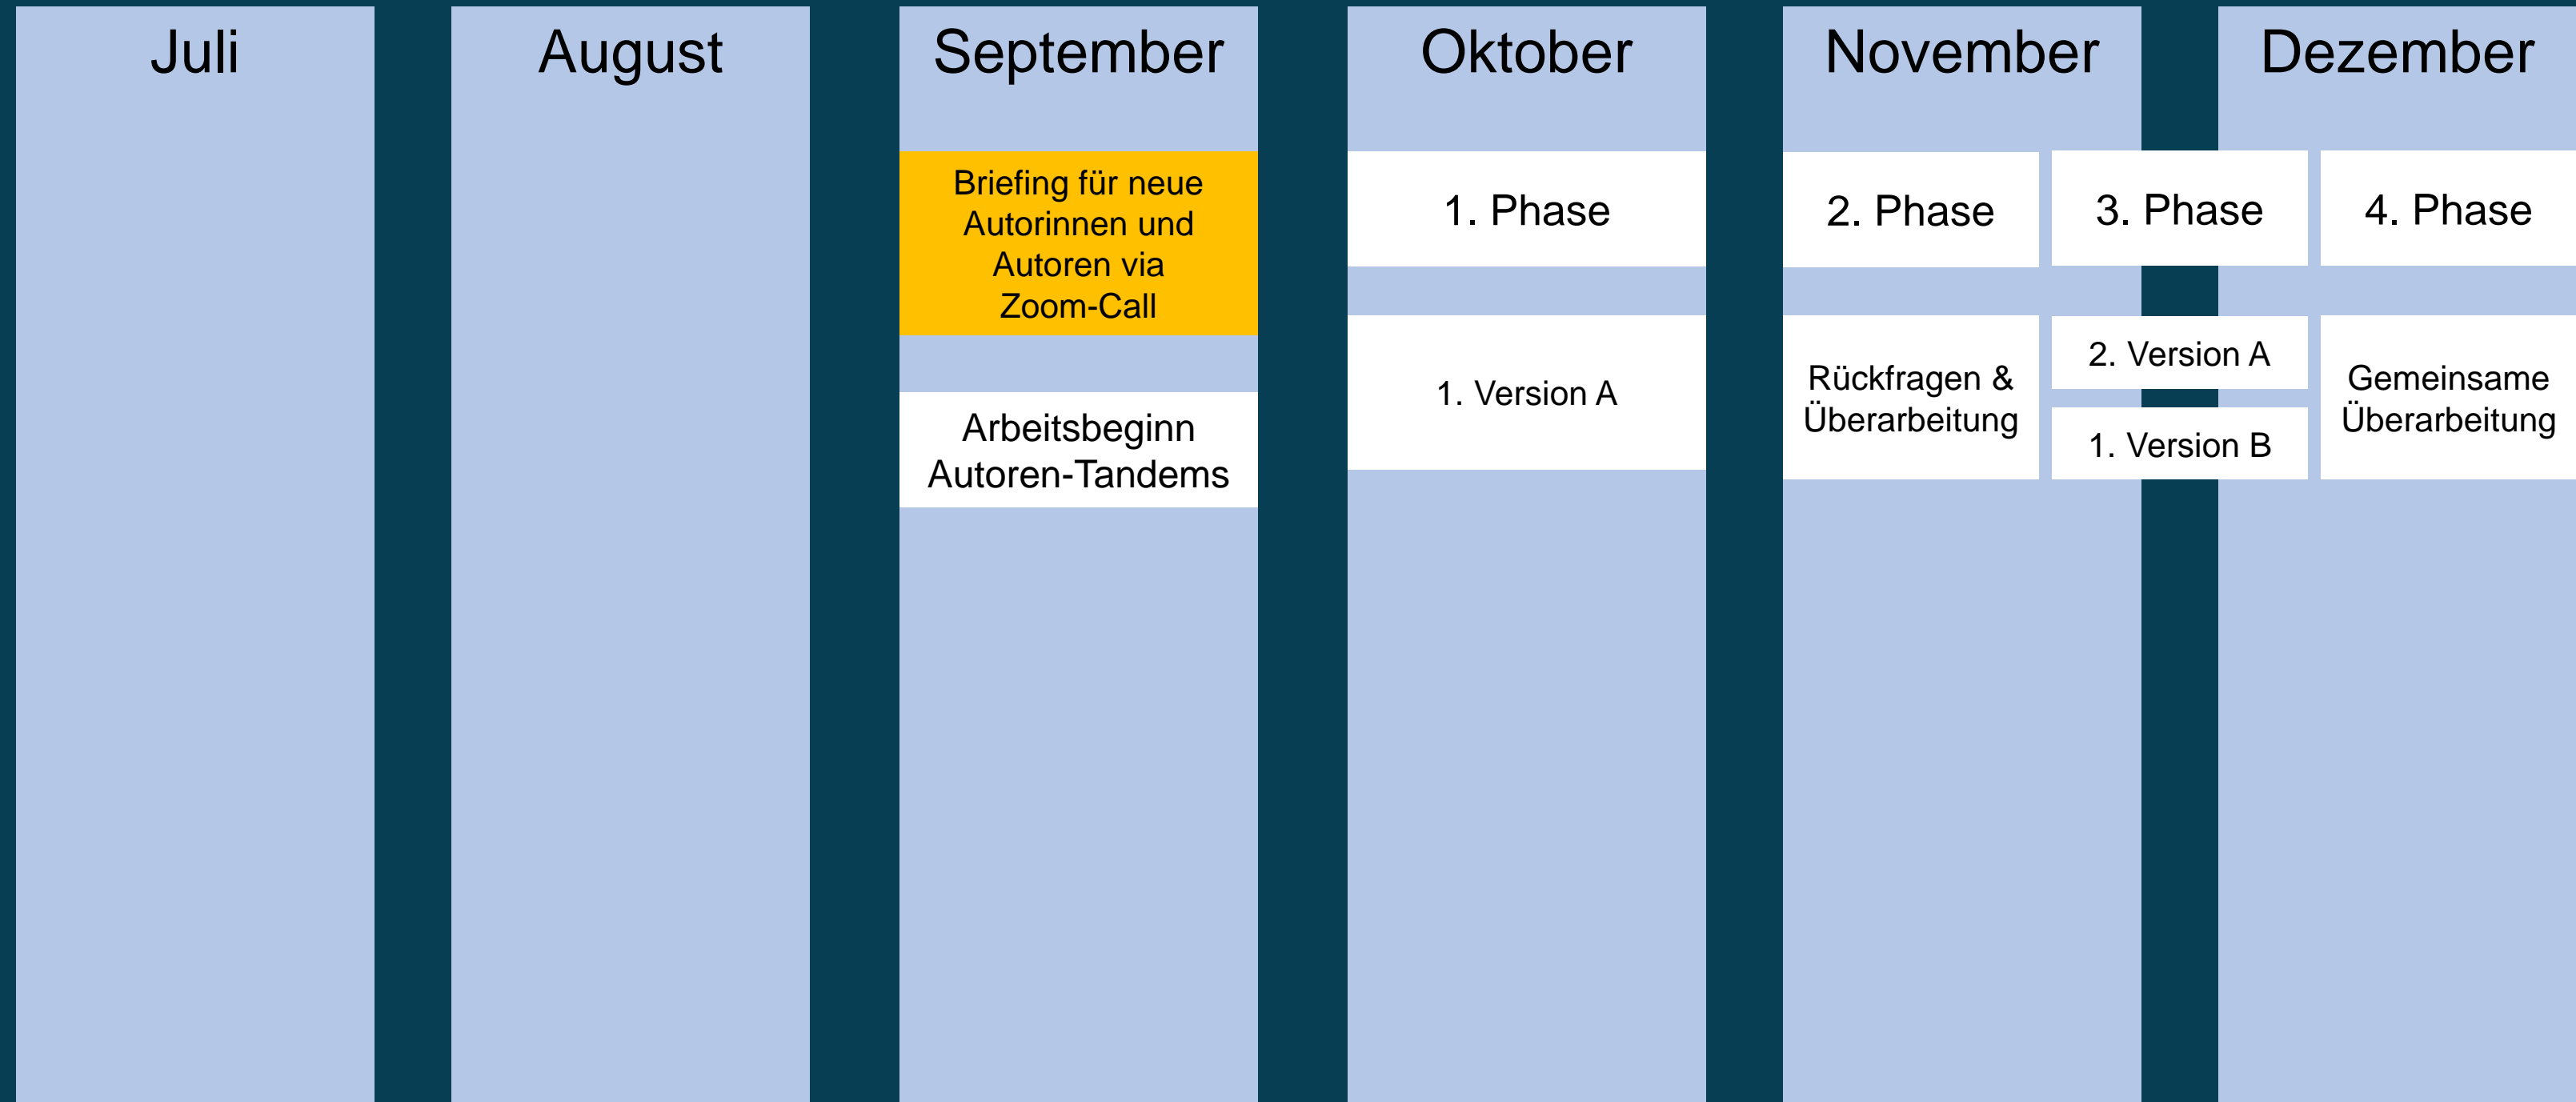 Juli
August
September
Oktober
November
Dezember
Briefing für neue
Autorinnen und
Autoren via
Zoom-Call
Arbeitsbeginn
Autoren-Tandems
1. Phase
1. Version A
2. Phase
Rückfragen &
Überarbeitung
3. Phase
2. Version A
1. Version B
4. Phase
Gemeinsame
Überarbeitung